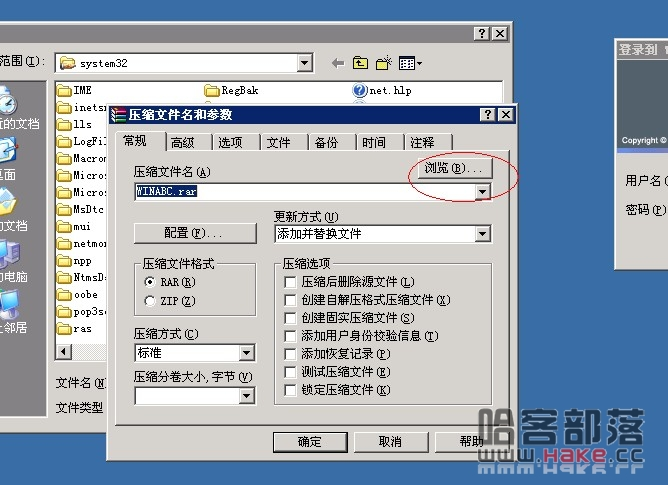 范围(I):
system32
登录到
IME
RegBak
net.hlp
inets
lls
LogFil
Macrom
Micros
Micros
MsDtc
mui
netmon
npp
NtmsDa
oobe
pop3se
ras
的文档
桌面
文档
电脑
上邻居
文件名(N
文件类型
Copyright ©
用户名(
密码(P)
压缩文件名和参数
常规
高级
选项
文件
备份
时间
注释
压缩文件名(A)
浏览(B)...
WINABC.rar
更新方式(U)
配置(F)...
添加并替换文件
压缩文件格式
RAR(R)
ZIP(Z)
压缩方式(C)
标准
压缩分卷大小,字节(V)
压缩选项
压缩后删除源文件(L)
创建自解压格式压缩文件(X)
创建固实压缩文件(S)
添加用户身份校验信息(T)
添加恢复记录(P)
测试压缩文件(E)
锁定压缩文件(K)
确定
取消
帮助
哈客部落
www.Hake.cc